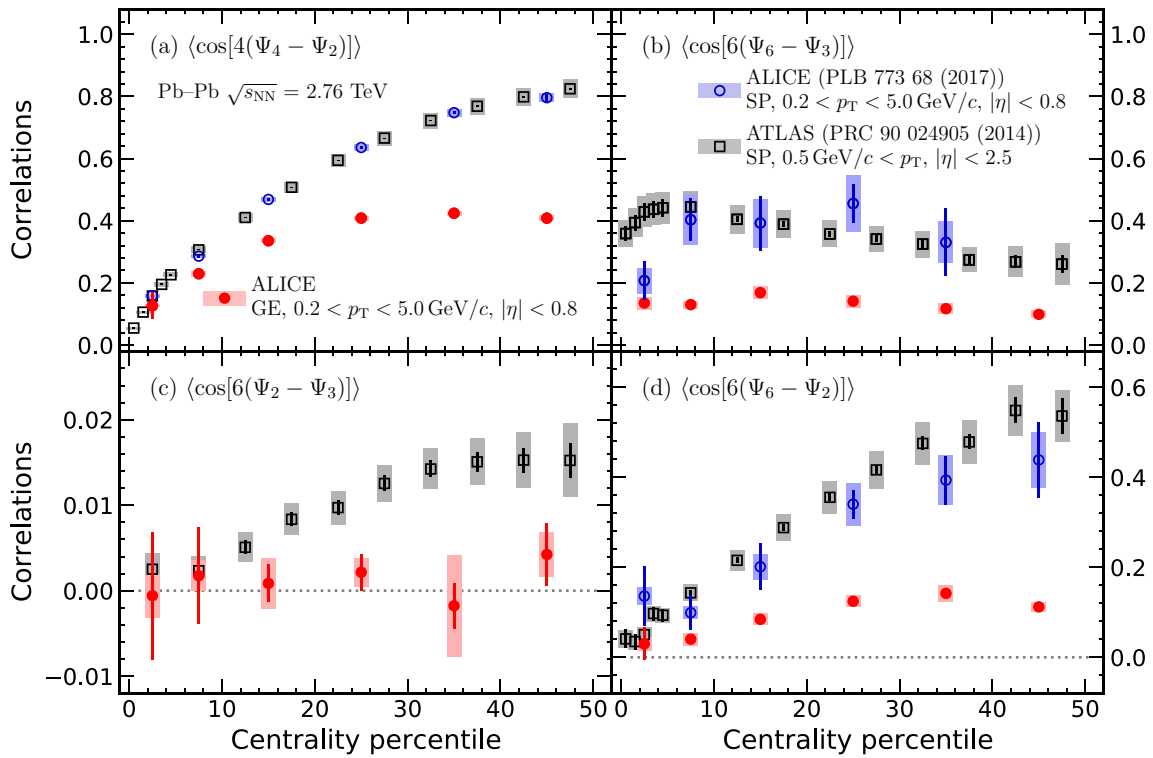 (a) ⟨cos[4(Ψ4 − Ψ2)]⟩
Pb–Pb √sNN = 2.76 TeV
ALICE
GE, 0.2 < pT < 5.0 GeV/c, |η| < 0.8
Correlations
1.0
0.8
0.6
0.4
0.2
0.0
(b) ⟨cos[6(Ψ6 − Ψ3)]⟩
ALICE (PLB 773 68 (2017))
SP, 0.2 < pT < 5.0 GeV/c, |η| < 0.8
ATLAS (PRC 90 024905 (2014))
SP, 0.5 GeV/c < pT, |η| < 2.5
1.0
0.8
0.6
0.4
0.2
0.0
(c) ⟨cos[6(Ψ2 − Ψ3)]⟩
Correlations
0.02
0.01
0.00
−0.01
0 10 20 30 40 50
Centrality percentile
(d) ⟨cos[6(Ψ6 − Ψ2)]⟩
0.6
0.4
0.2
0.0
0 10 20 30 40 50
Centrality percentile